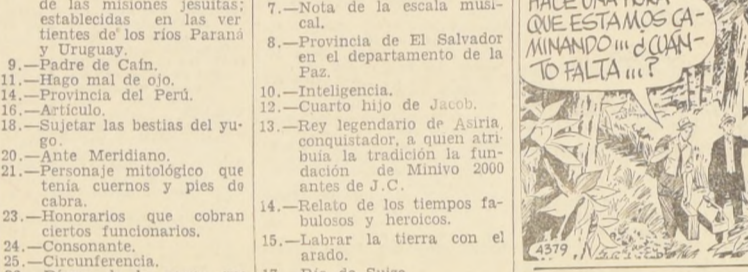 de las misiones jesuitas;
establecidas en las ver
tientes de los ríos Paraná
y Uruguay.
9.—Padre de Caín.
11.—Hago mal de ojo.
14.—Provincia del Perú.
16.—Artículo.
18.—Sujetar las bestias del yu-
go.
20.—Ante Meridiano.
21.—Personaje mitológico que
tenía cuernos y pies de
cabra.
23.—Honorarios que cobran
ciertos funcionarios.
24.—Consonante.
25.—Circunferencia.
7.—Nota de la escala musi-
cal.
8.—Provincia de El Salvador
en el departamento de la
Paz.
10.—Inteligencia.
12.—Cuarto hijo de Jacob.
13.—Rey legendario de Asiria,
conquistador, a quien atri-
buía la tradición la fun-
dación de Minivo 2000
antes de J.C.
14.—Relato de los tiempos fa-
bulosos y heroicos.
15.—Labrar la tierra con el
arado.
HACE UNA HORA
QUE ESTAMOS CA-
MINANDO... ¿CUÁN-
TO FALTA...?
4379